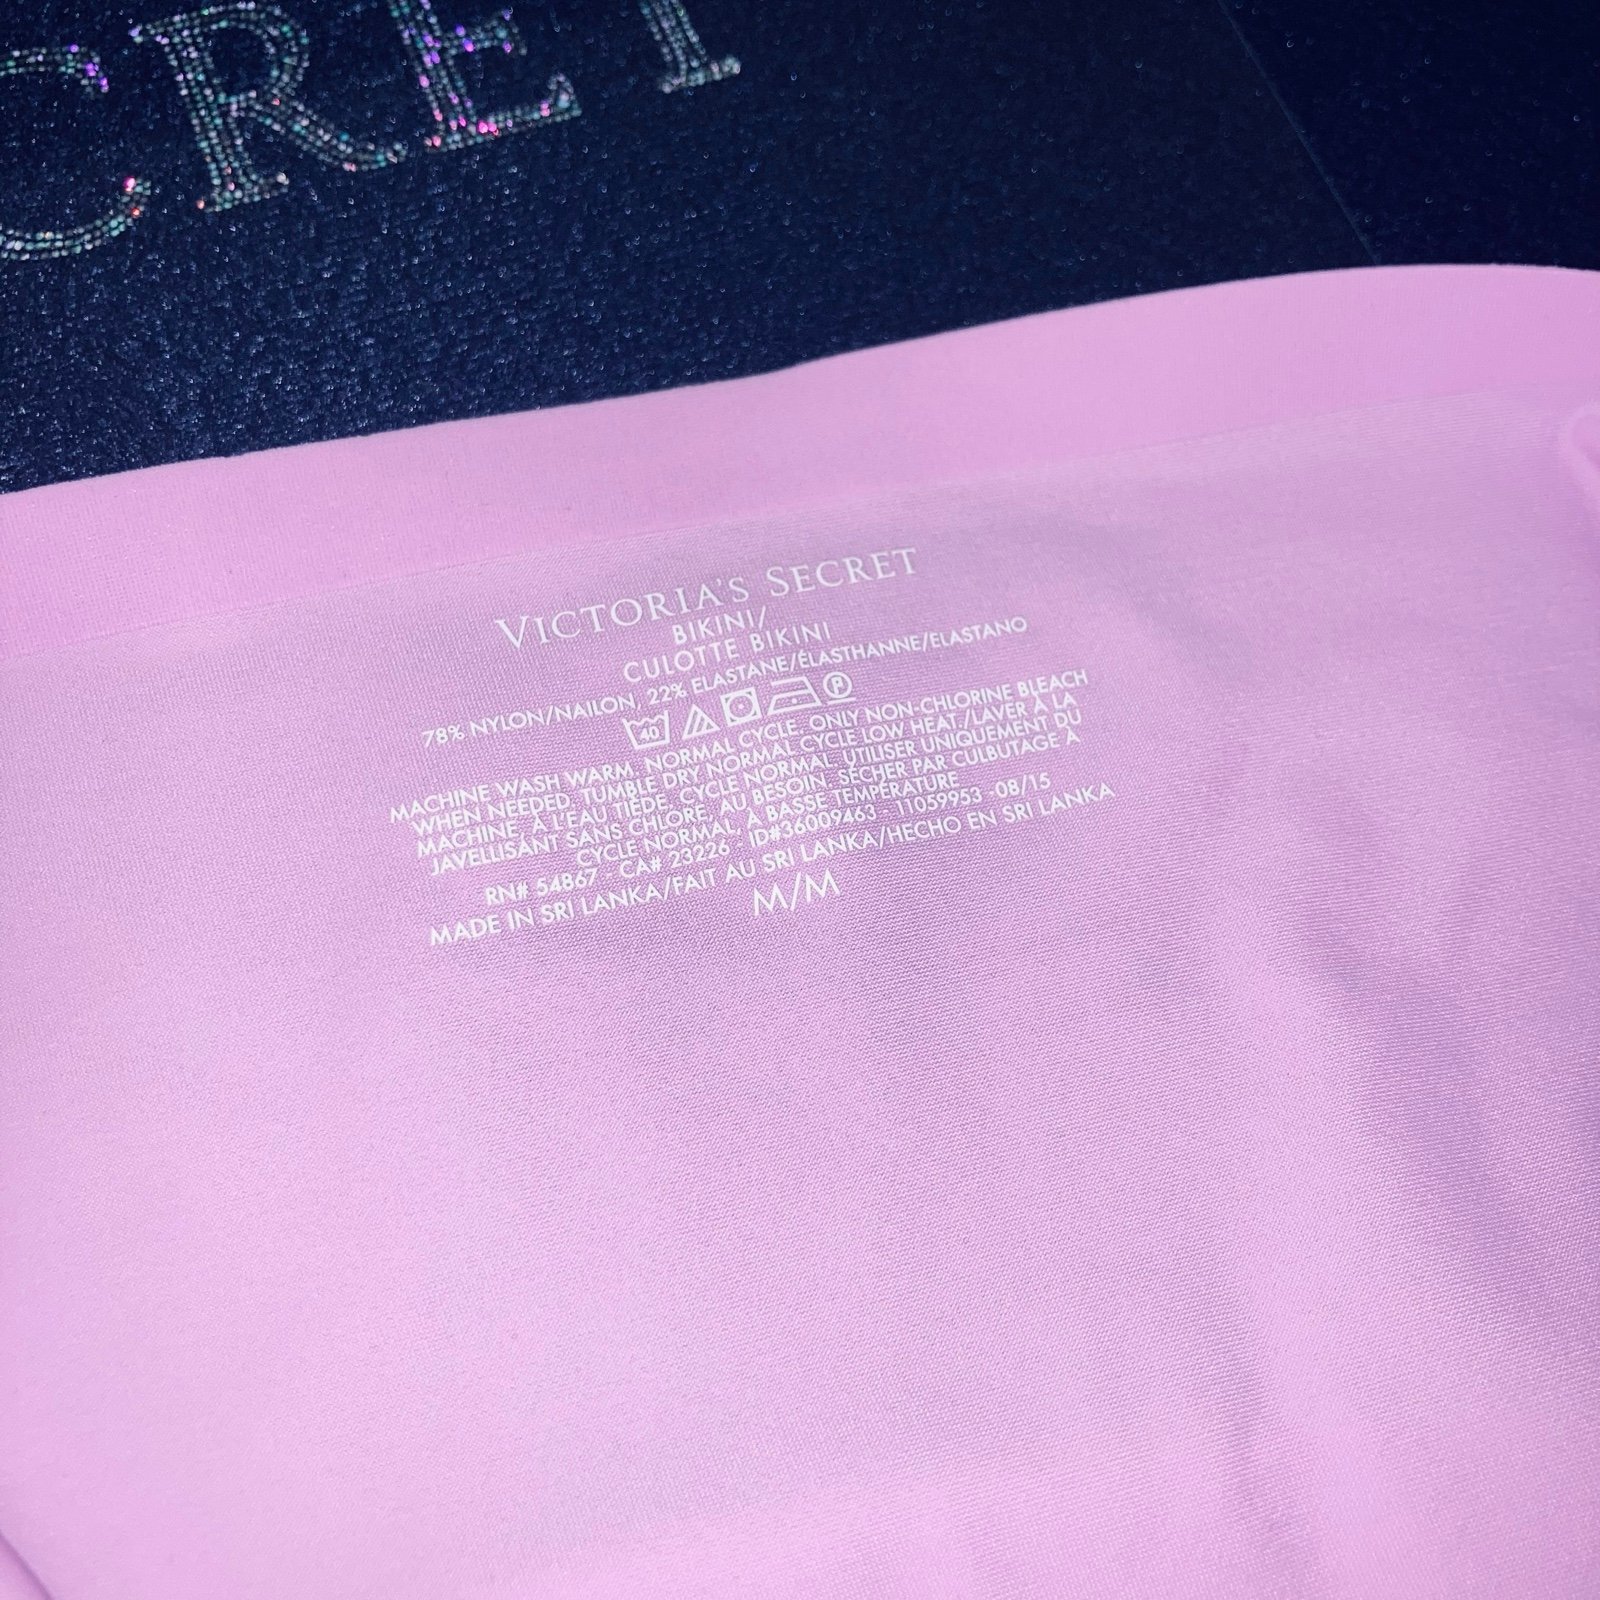 CRET
VICTORIA'S SECRET
BIKINI/
CULOTTE BIKINI
78% NYLON/NAILON, 22% ELASTANE/ÉLASTHANNE/ELASTANO
40 P
MACHINE WASH WARM, NORMAL CYCLE. ONLY NON-CHLORINE BLEACH
WHEN NEEDED. TUMBLE DRY NORMAL CYCLE LOW HEAT./LAVER À LA
MACHINE, À L'EAU TIÈDE, CYCLE NORMAL. UTILISER UNIQUEMENT DU
JAVELLISANT SANS CHLORE, AU BESOIN. SÉCHER PAR CULBUTAGE À
CYCLE NORMAL, À BASSE TEMPÉRATURE
RN# 54867 - CA# 23226 ID#36009463 11059953 08/15
MADE IN SRI LANKA/FAIT AU SRI LANKA/HECHO EN SRI LANKA
M/M